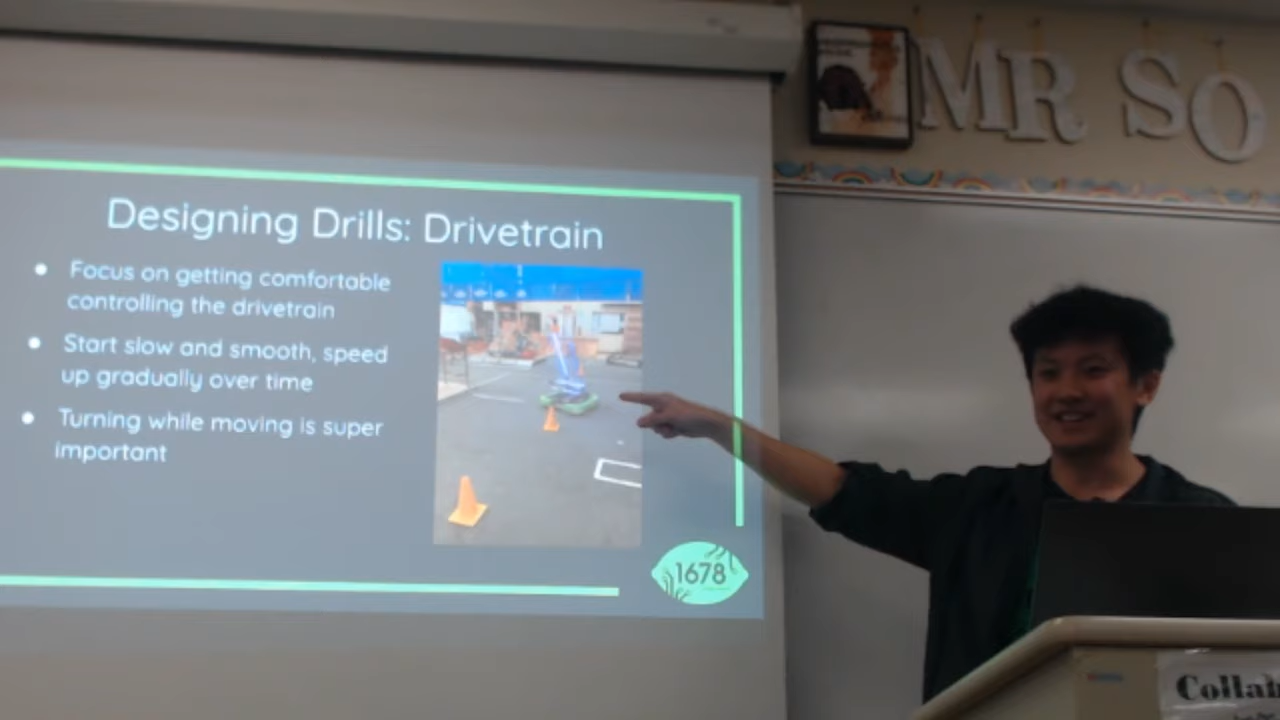 MR SO
Designing Drills: Drivetrain
Focus on getting comfortable
controlling the drivetrain
Start slow and smooth, speed
up gradually over time
Turning while moving is super
important
1678
Collab